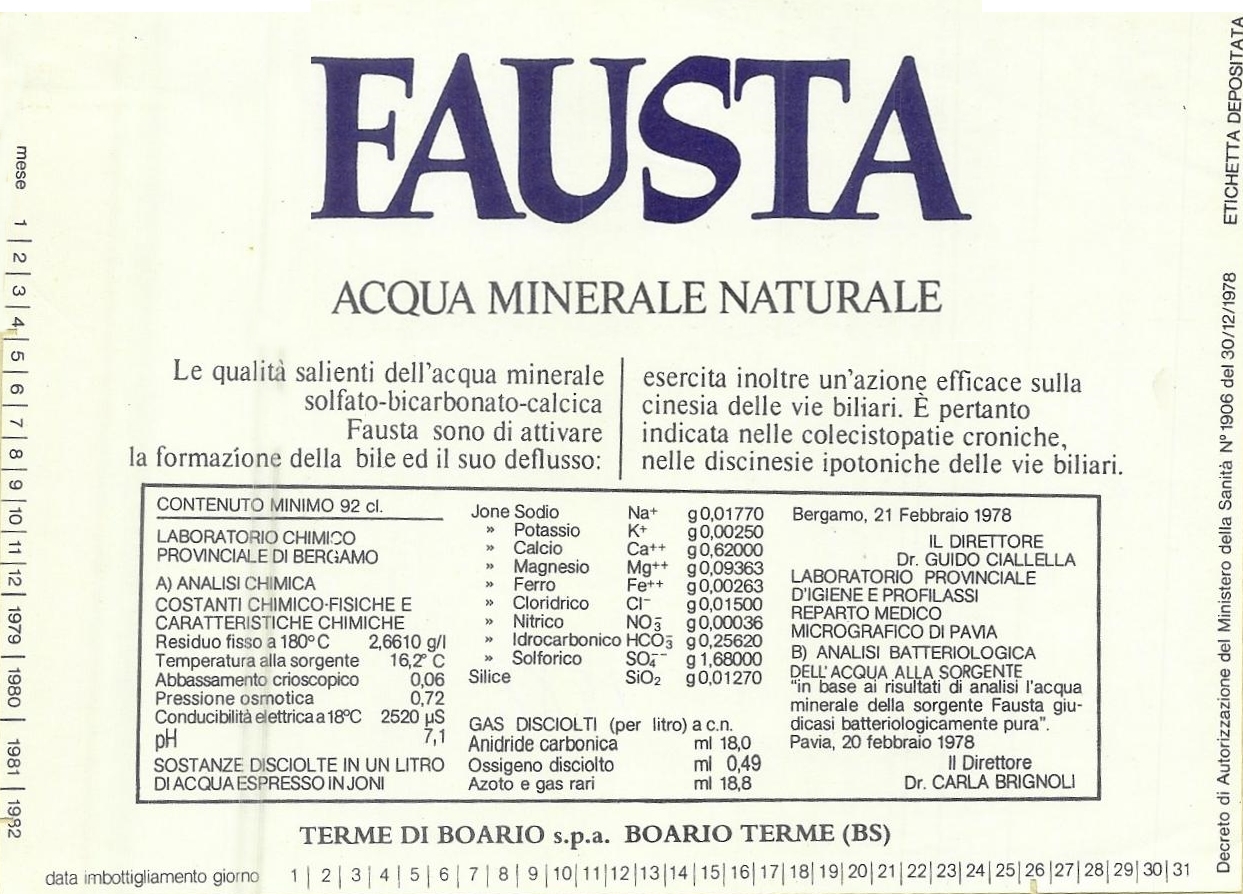 FAUSTA
ACQUA MINERALE NATURALE
Le qualità salienti dell'acqua minerale
solfato-bicarbonato-calcica
Fausta sono di attivare
la formazione della bile ed il suo deflusso:
esercita inoltre un'azione efficace sulla
cinesia delle vie biliari. È pertanto
indicata nelle colecistopatie croniche,
nelle discinesie ipotoniche delle vie biliari.
CONTENUTO MINIMO 92 cl.
LABORATORIO CHIMICO
PROVINCIALE DI BERGAMO
A) ANALISI CHIMICA
COSTANTI CHIMICO-FISICHE E
CARATTERISTICHE CHIMICHE
Residuo fisso a 180°C 2,6610 g/l
Temperatura alla sorgente 16,2° C
Abbassamento crioscopico 0,06
Pressione osmotica 0,72
Conducibilità elettrica a 18°C 2520 µS
pH 7,1
SOSTANZE DISCIOLTE IN UN LITRO
DI ACQUA ESPRESSO IN JONI
Jone Sodio Na+ g 0,01770
» Potassio K+ g 0,00250
» Calcio Ca++ g 0,62000
» Magnesio Mg++ g 0,09363
» Ferro Fe++ g 0,00263
» Cloridrico Cl− g 0,01500
» Nitrico NO3− g 0,00036
» Idrocarbonico HCO3− g 0,25620
» Solforico SO4−− g 1,68000
Silice SiO2 g 0,01270
GAS DISCIOLTI (per litro) a c.n.
Anidride carbonica ml 18,0
Ossigeno disciolto ml 0,49
Azoto e gas rari ml 18,8
Bergamo, 21 Febbraio 1978
IL DIRETTORE
Dr. GUIDO CIALLELLA
LABORATORIO PROVINCIALE
D'IGIENE E PROFILASSI
REPARTO MEDICO
MICROGRAFICO DI PAVIA
B) ANALISI BATTERIOLOGICA
DELL'ACQUA ALLA SORGENTE
"in base ai risultati di analisi l'acqua
minerale della sorgente Fausta giu-
dicasi batteriologicamente pura".
Pavia, 20 febbraio 1978
Il Direttore
Dr. CARLA BRIGNOLI
TERME DI BOARIO s.p.a. BOARIO TERME (BS)
data imbottigliamento giorno 1 | 2 | 3 | 4 | 5 | 6 | 7 | 8 | 9 | 10 | 11 | 12 | 13 | 14 | 15 | 16 | 17 | 18 | 19 | 20 | 21 | 22 | 23 | 24 | 25 | 26 | 27 | 28 | 29 | 30 | 31
mese 1 | 2 | 3 | 4 | 5 | 6 | 7 | 8 | 9 | 10 | 11 | 12 | 1979 | 1980 | 1981 | 1982
Decreto di Autorizzazione del Ministero della Sanità N° 1906 del 30/12/1978 ETICHETTA DEPOSITATA